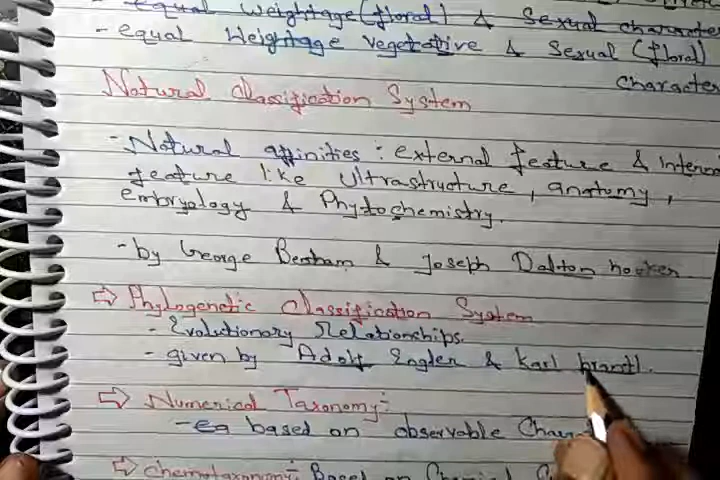 - equal Weightage (floral) & Sexual character
- equal Weightage vegetative & Sexual (floral)
character
Natural Classification System
- Natural affinities : external feature & intern
feature like Ultrastructure, anatomy,
embryology & Phytochemistry.
- by George Bentham & Joseph Dalton hooker
⇨ Phylogenetic Classification System
- Evolutionary Relationships.
- given by Adolf Engler & Karl prantl.
⇨ Numerical Taxonomy:
- based on observable Char
⇨ Chemotaxonomy: Based on Chemical